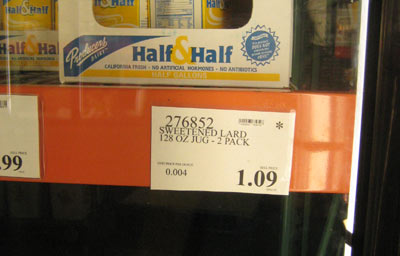 Half & Half
Producers
Half & Half
CALIFORNIA FRESH - NO ARTIFICIAL HORMONES - NO ANTIBIOTICS
HALF GALLONS
.99
276852 *
SWEETENED LARD
128 OZ JUG - 2 PACK
0.004
1.09